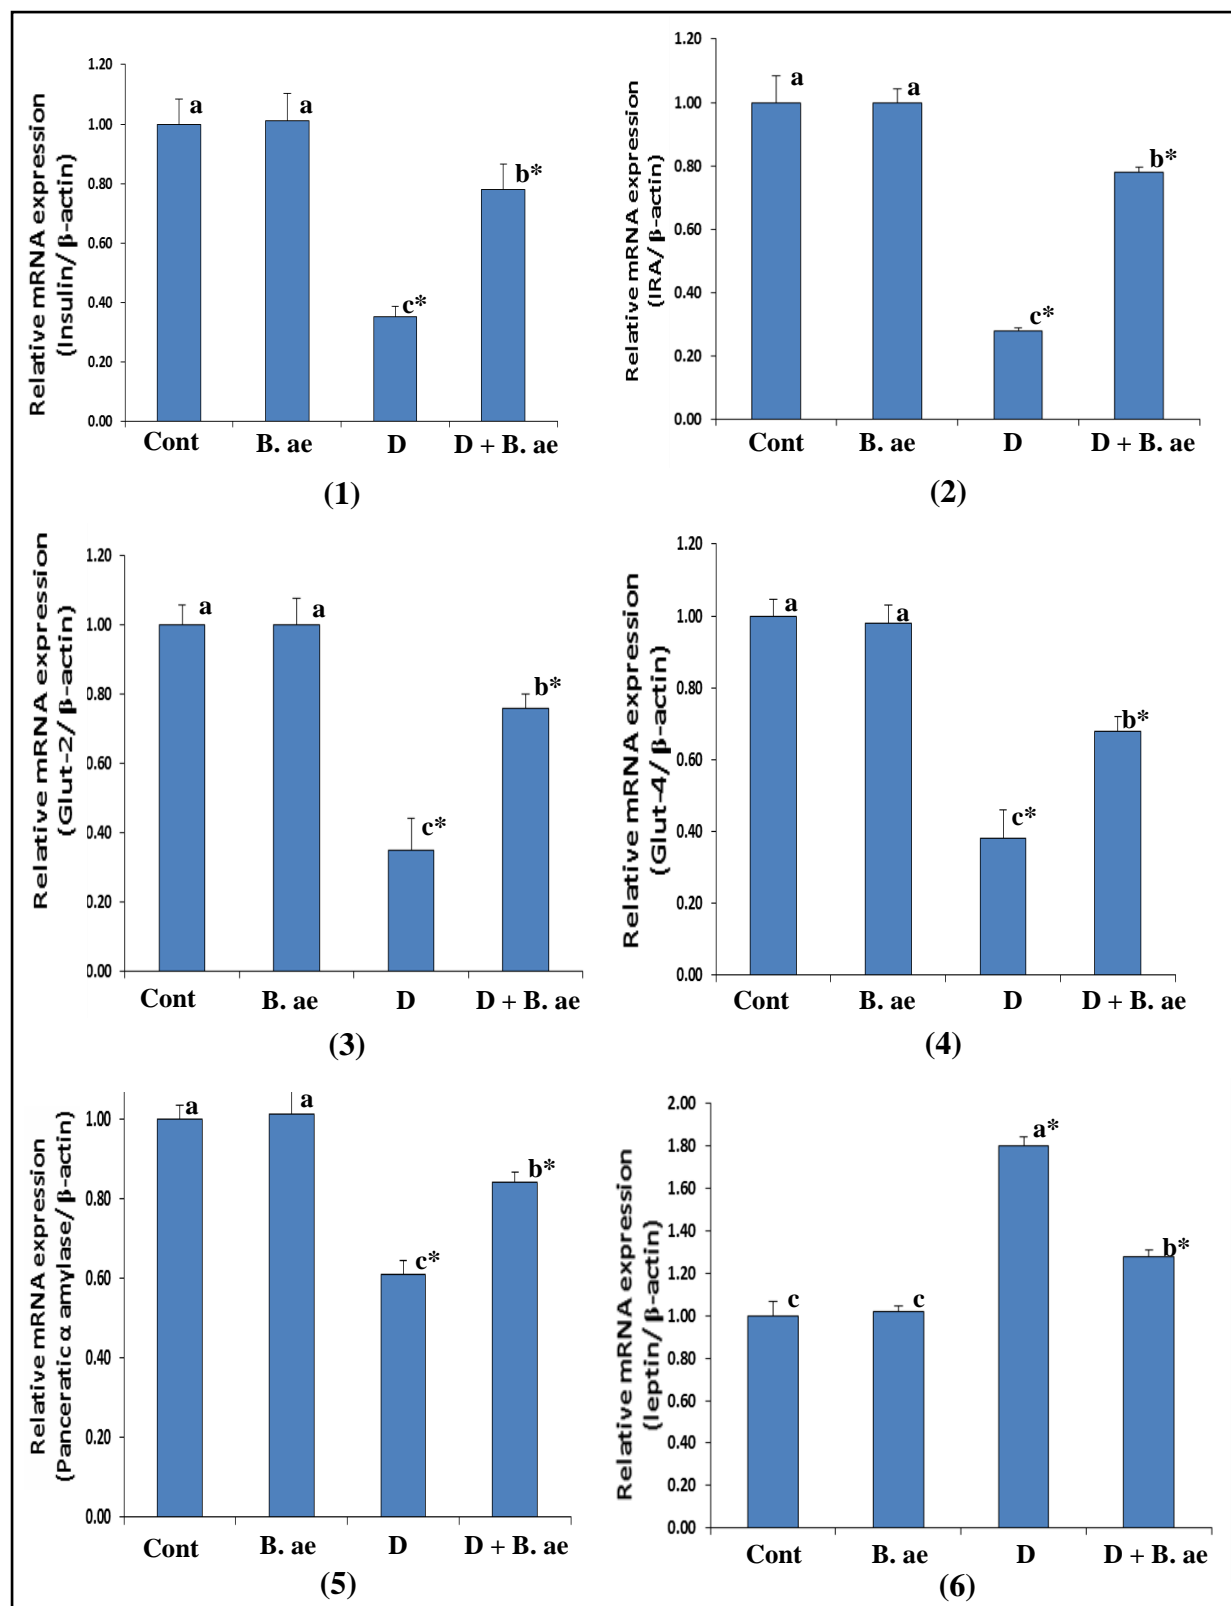 Relative mRNA expression
(Insulin/ β-actin)
1.20
1.00
0.80
0.60
0.40
0.20
0.00
a
a
c*
b*
Cont B. ae D D + B. ae
(1)
Relative mRNA expression
(IRA/ β-actin)
1.20
1.00
0.80
0.60
0.40
0.20
0.00
a
a
c*
b*
Cont B. ae D D + B. ae
(2)
Relative mRNA expression
(Glut-2/ β-actin)
1.20
1.00
0.80
0.60
0.40
0.20
0.00
a
a
c*
b*
Cont B. ae D D + B. ae
(3)
Relative mRNA expression
(Glut-4/ β-actin)
1.20
1.00
0.80
0.60
0.40
0.20
0.00
a
a
c*
b*
Cont B. ae D D + B. ae
(4)
Relative mRNA expression
(Panceratic α amylase/ β-actin)
1.00
0.80
0.60
0.40
0.20
0.00
a
a
c*
b*
Cont B. ae D D + B. ae
(5)
Relative mRNA expression
(leptin/ β-actin)
2.00
1.80
1.60
1.40
1.20
1.00
0.80
0.60
0.40
0.20
0.00
c
c
a*
b*
Cont B. ae D D + B. ae
(6)